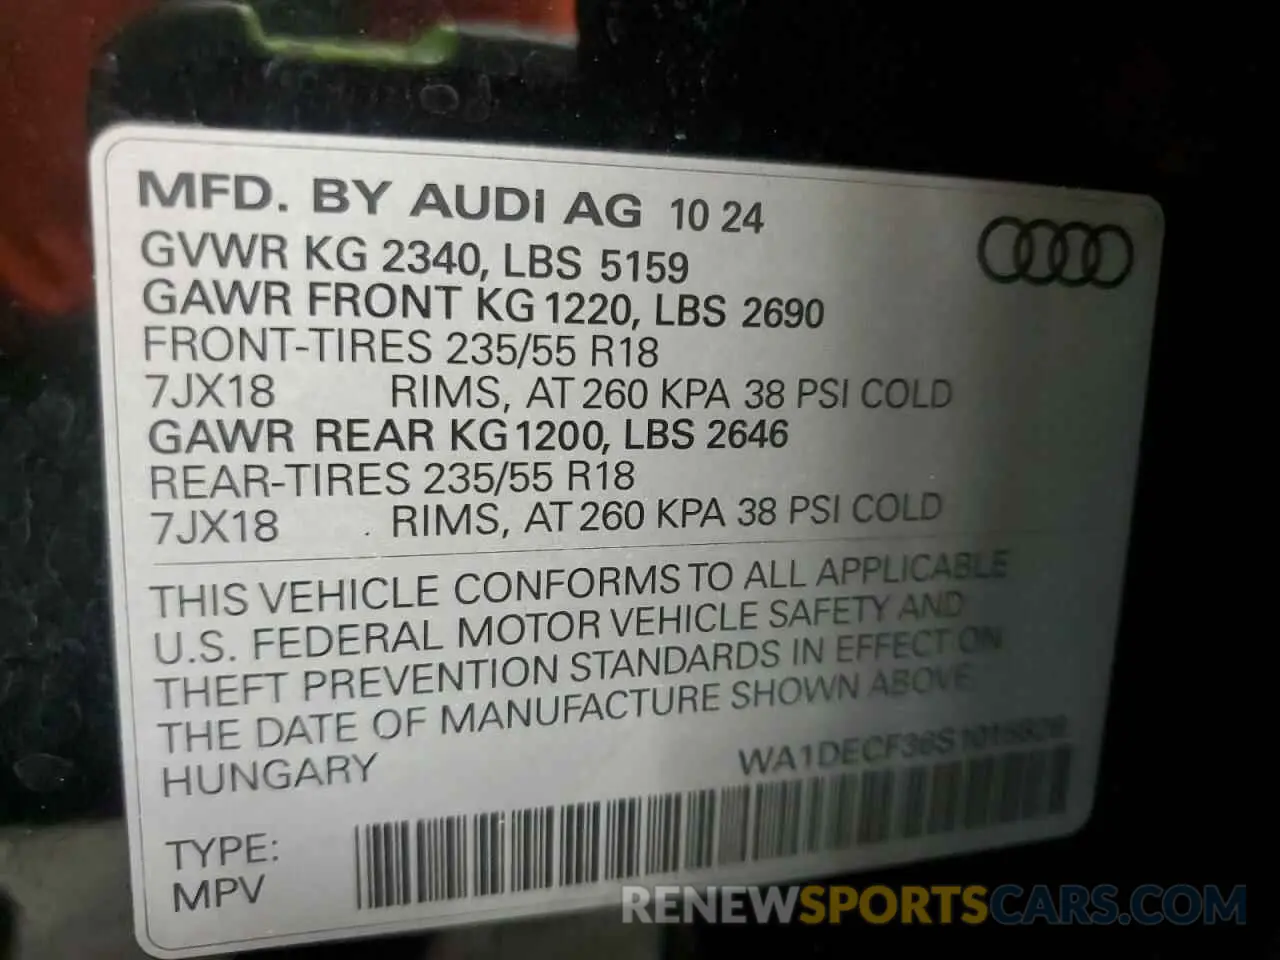 MFD. BY AUDI AG 10 24
GVWR KG 2340, LBS 5159
GAWR FRONT KG 1220, LBS 2690
FRONT-TIRES 235/55 R18
7JX18 RIMS, AT 260 KPA 38 PSI COLD
GAWR REAR KG 1200, LBS 2646
REAR-TIRES 235/55 R18
7JX18 . RIMS, AT 260 KPA 38 PSI COLD
THIS VEHICLE CONFORMS TO ALL APPLICABLE
U.S. FEDERAL MOTOR VEHICLE SAFETY AND
THEFT PREVENTION STANDARDS IN EFFECT ON
THE DATE OF MANUFACTURE SHOWN ABOVE
HUNGARY
TYPE:
MPV
RENEWSPORTSCARS.COM